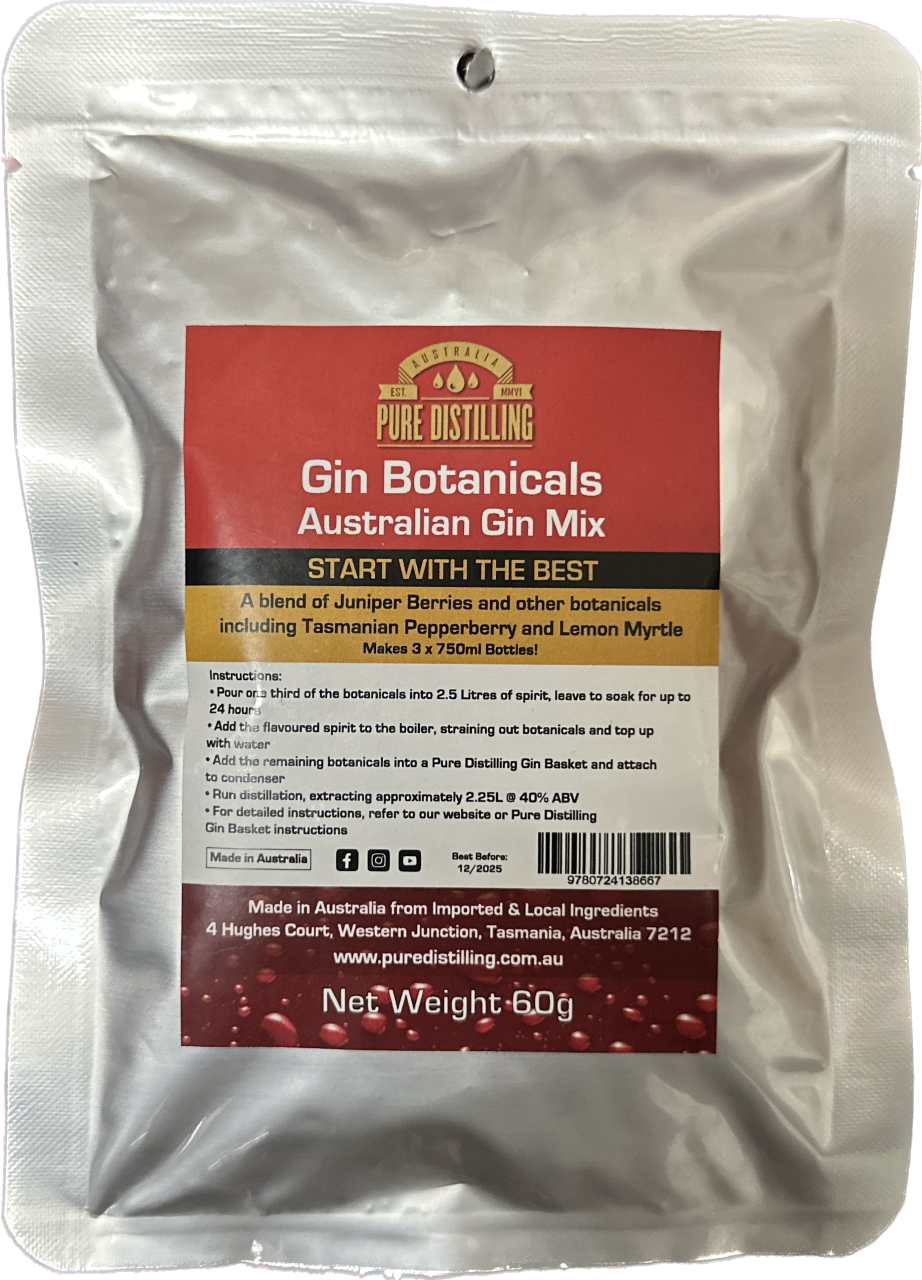 AUSTRALIA
EST. MMVI
PURE DISTILLING
Gin Botanicals
Australian Gin Mix
START WITH THE BEST
A blend of Juniper Berries and other botanicals
including Tasmanian Pepperberry and Lemon Myrtle
Makes 3 x 750ml Bottles!
Instructions:
• Pour one third of the botanicals into 2.5 Litres of spirit, leave to soak for up to
24 hours
• Add the flavoured spirit to the boiler, straining out botanicals and top up
with water
• Add the remaining botanicals into a Pure Distilling Gin Basket and attach
to condenser
• Run distillation, extracting approximately 2.25L @ 40% ABV
• For detailed instructions, refer to our website or Pure Distilling
Gin Basket instructions
Made in Australia
Best Before:
12/2025
9780724138667
Made in Australia from Imported & Local Ingredients
4 Hughes Court, Western Junction, Tasmania, Australia 7212
www.puredistilling.com.au
Net Weight 60g